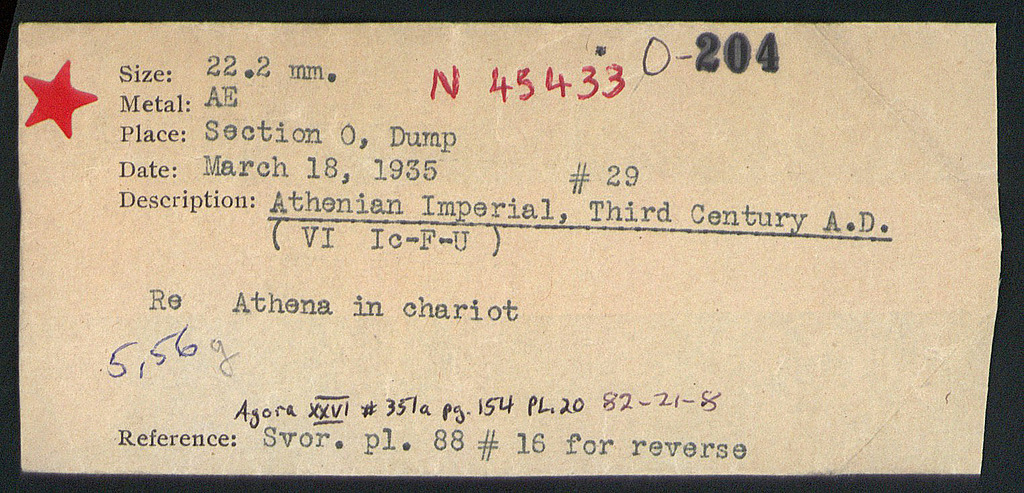 O-204
Size: 22.2 mm.
N 45433
Metal: AE
Place: Section O, Dump
Date: March 18, 1935 # 29
Description: Athenian Imperial, Third Century A.D.
( VI Ic-F-U )
Re Athena in chariot
5,56 g
Agora XXVI # 351a pg. 154 PL.20 82-21-8
Reference: Svor. pl. 88 # 16 for reverse